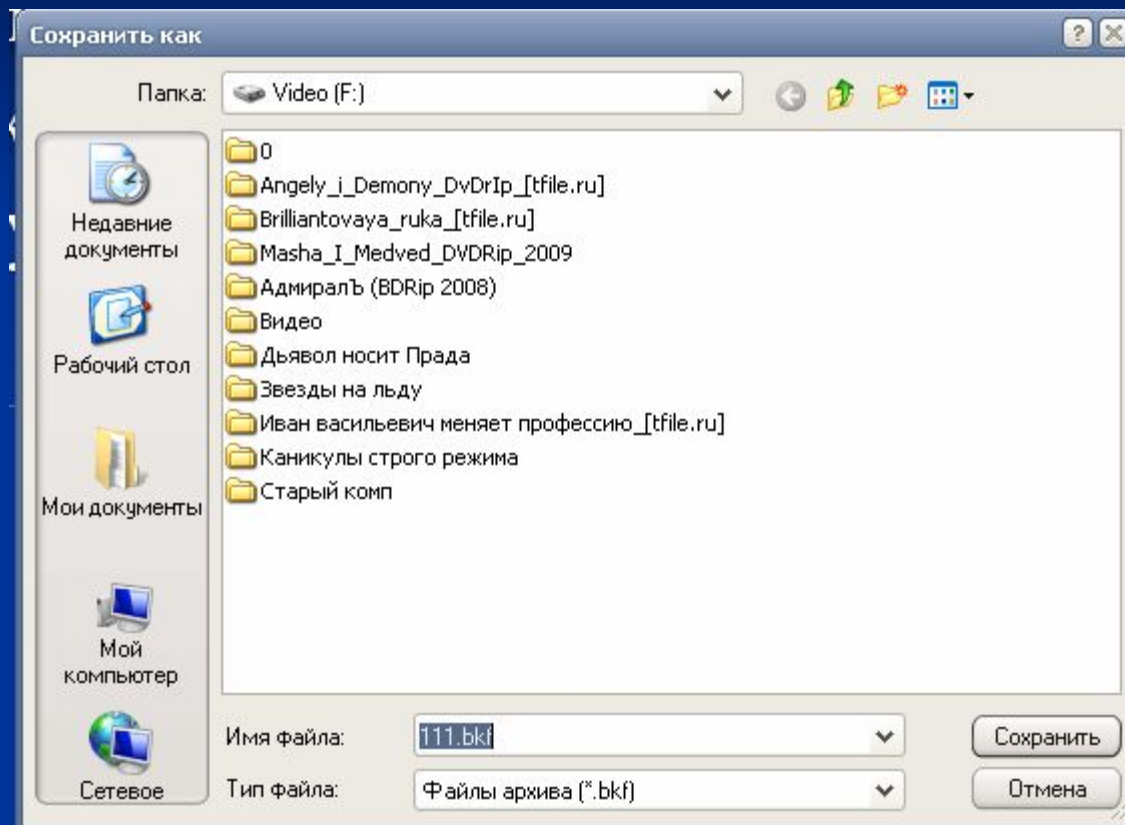 Сохранить как
Папка:
Video (F:)
Недавние
документы
Рабочий стол
Мои документы
Мой
компьютер
Сетевое
0
Angely_i_Demony_DvDrIp_[tfile.ru]
Brilliantovaya_ruka_[tfile.ru]
Masha_I_Medved_DVDRip_2009
АдмиралЪ (BDRip 2008)
Видео
Дьявол носит Прада
Звезды на льду
Иван васильевич меняет профессию_[tfile.ru]
Каникулы строго режима
Старый комп
Имя файла:
111.bkf
Сохранить
Тип файла:
Файлы архива (*.bkf)
Отмена